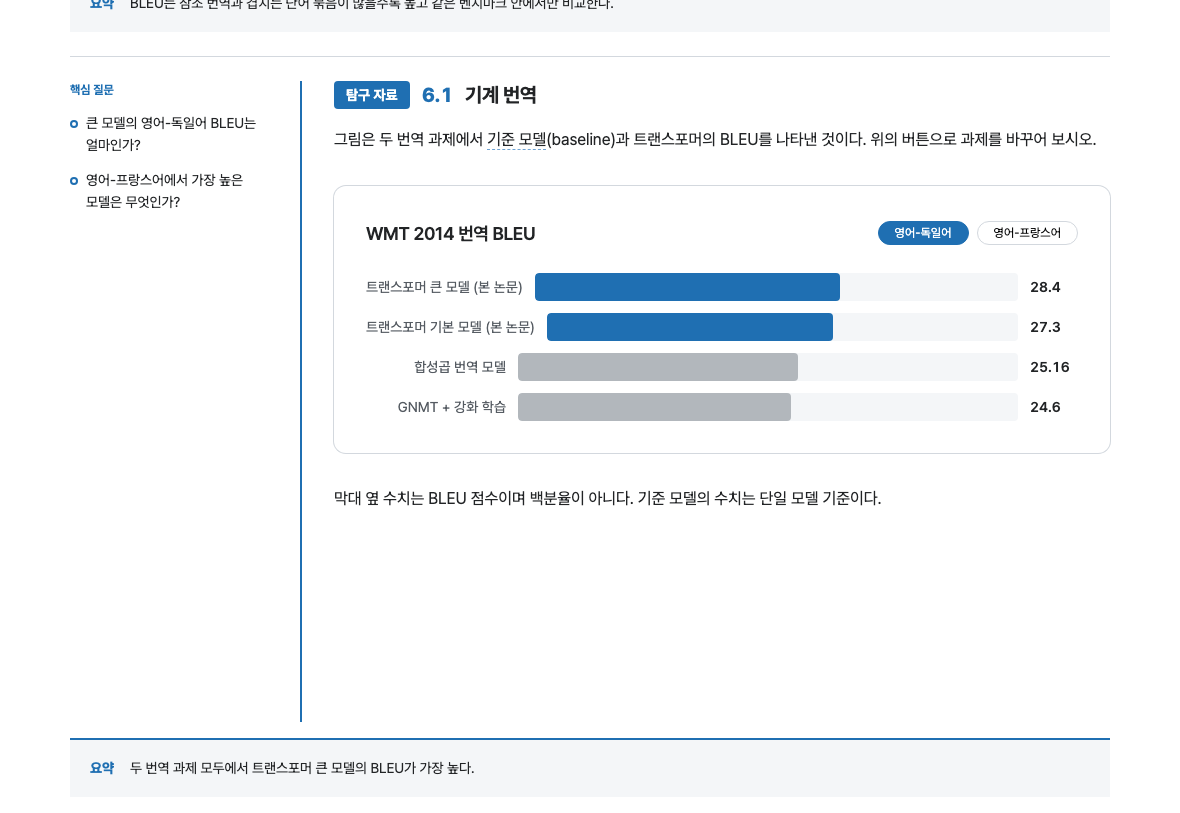 요약 BLEU는 참조 번역과 겹치는 단어 묶음이 많을수록 높고 같은 벤치마크 안에서만 비교한다.
핵심 질문
큰 모델의 영어-독일어 BLEU는
얼마인가?
영어-프랑스어에서 가장 높은
모델은 무엇인가?
탐구 자료 6.1 기계 번역
그림은 두 번역 과제에서 기준 모델(baseline)과 트랜스포머의 BLEU를 나타낸 것이다. 위의 버튼으로 과제를 바꾸어 보시오.
WMT 2014 번역 BLEU
영어-독일어 영어-프랑스어
트랜스포머 큰 모델 (본 논문) 28.4
트랜스포머 기본 모델 (본 논문) 27.3
합성곱 번역 모델 25.16
GNMT + 강화 학습 24.6
막대 옆 수치는 BLEU 점수이며 백분율이 아니다. 기준 모델의 수치는 단일 모델 기준이다.
요약 두 번역 과제 모두에서 트랜스포머 큰 모델의 BLEU가 가장 높다.